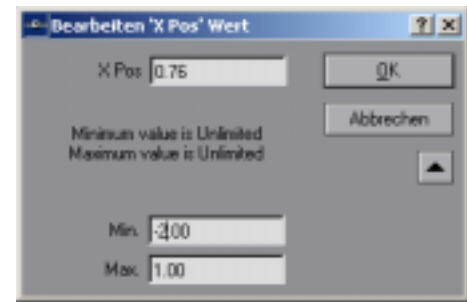 Bearbeiten 'X Pos' Wert
X Pos 0.76
OK
Minimum value is Unlimited
Maximum value is Unlimited
Abbrechen
Min. -2.00
Max. 1.00